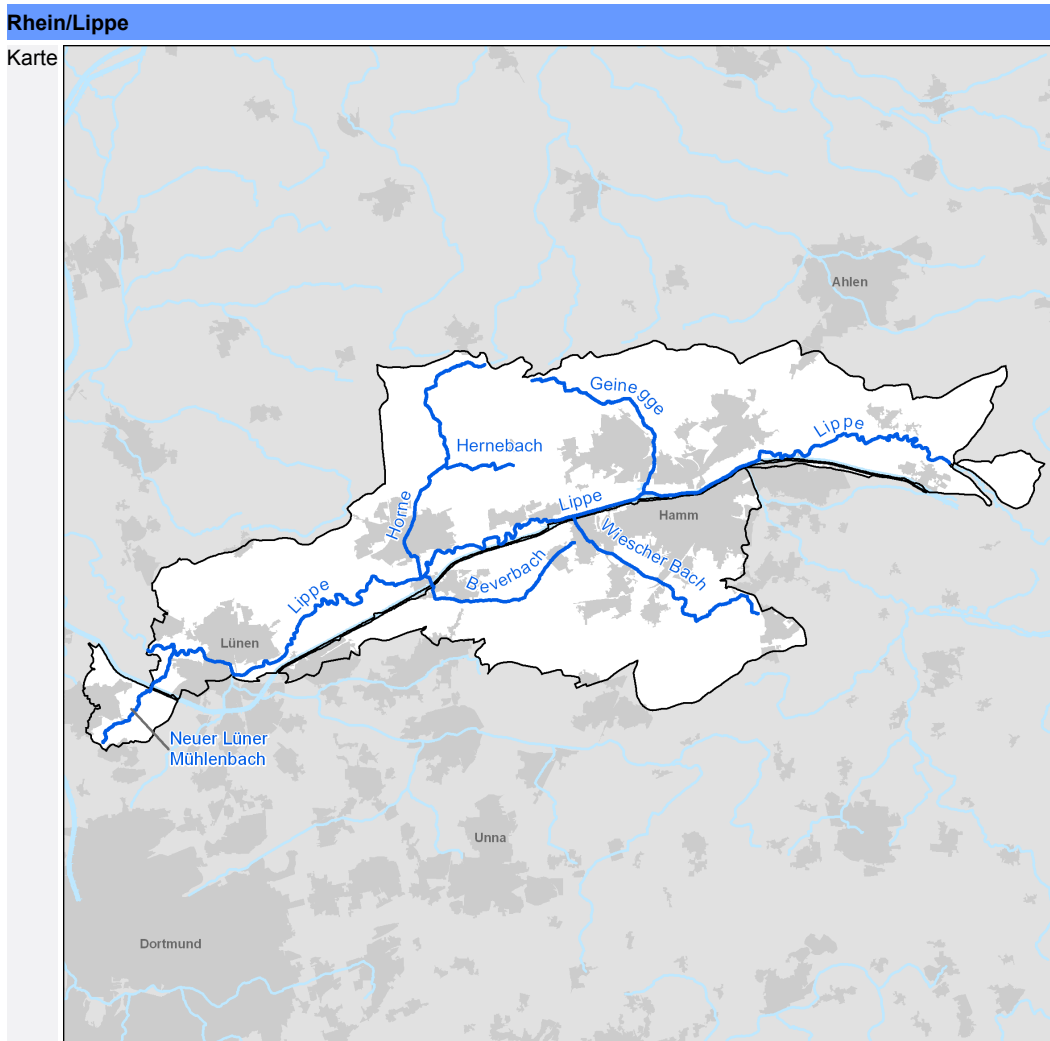 Rhein/Lippe
Karte
Ahlen
Geinegge
Lippe
Hernebach
Lippe
Horne
Hamm
Wiescher Bach
Beverbach
Lippe
Lünen
Neuer Lüner
Mühlenbach
Unna
Dortmund